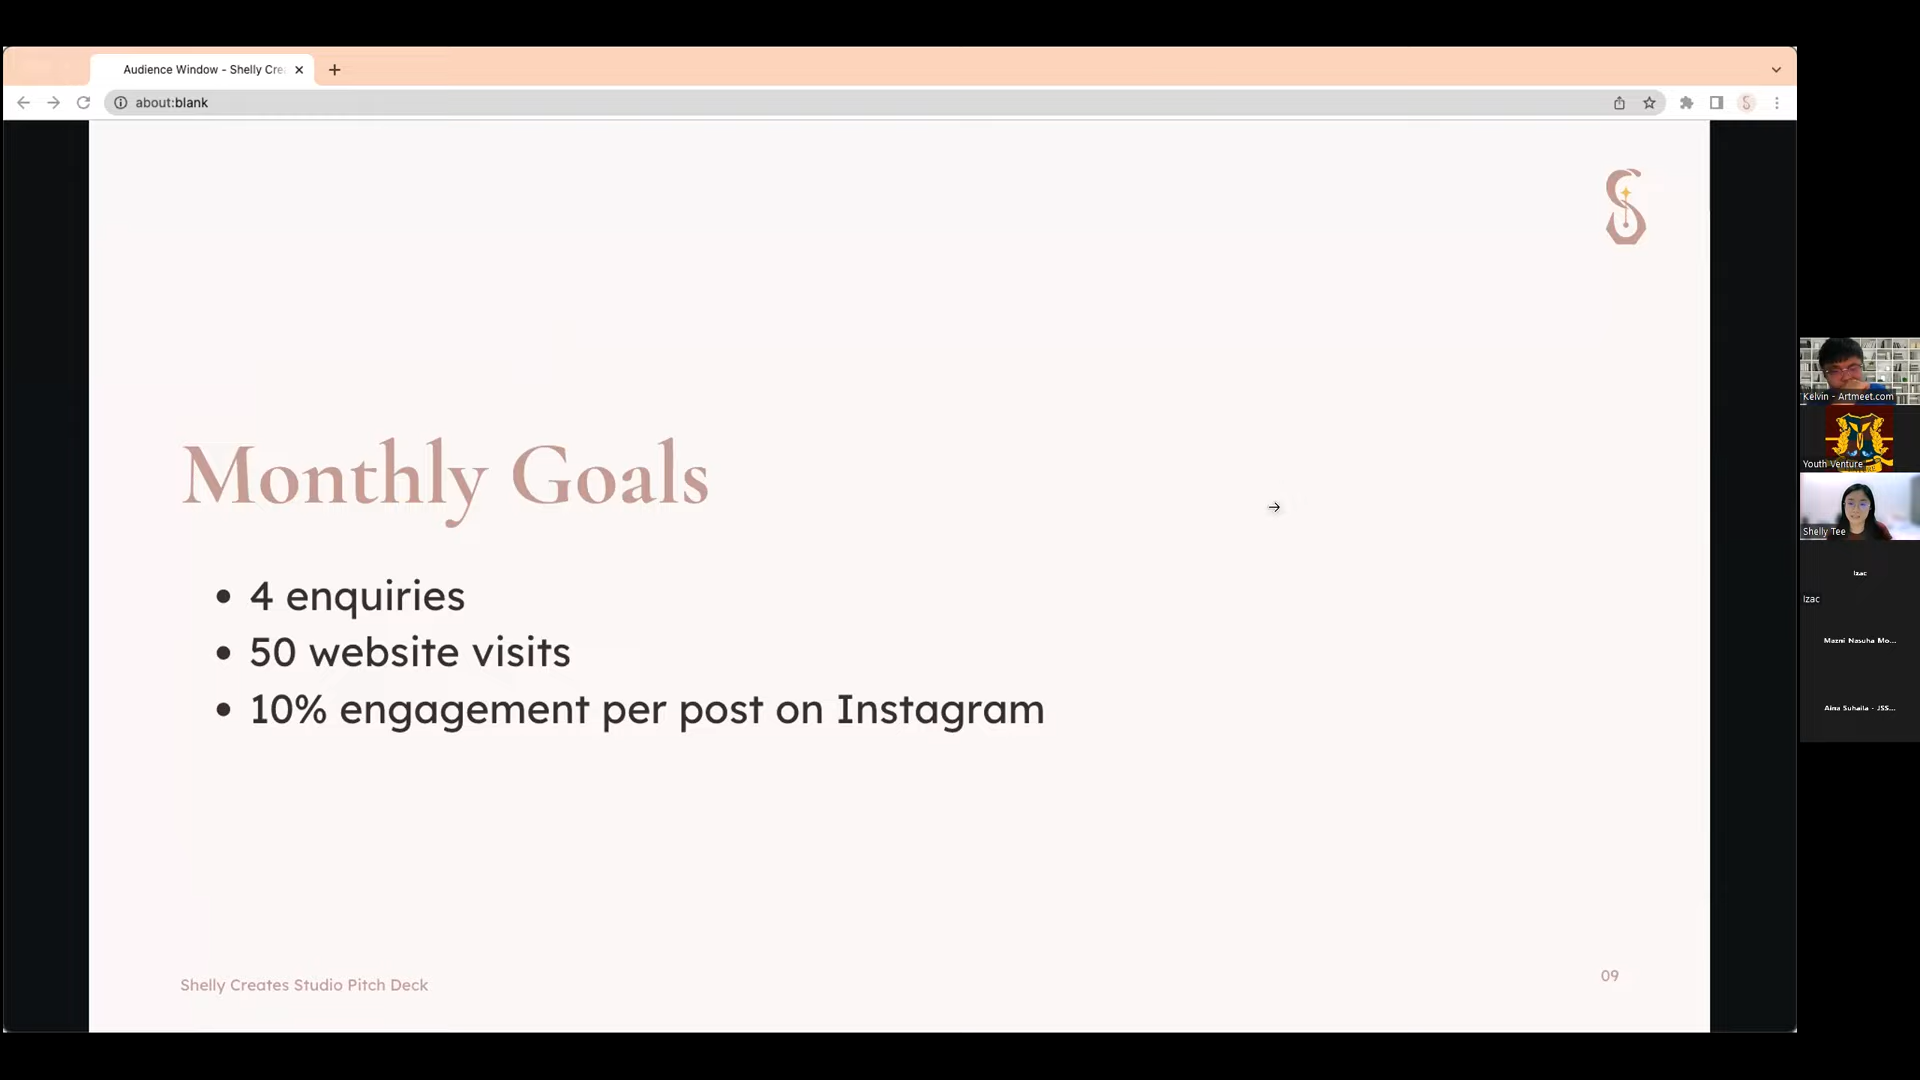 Audience Window - Shelly Cre
about:blank
Monthly Goals
• 4 enquiries
• 50 website visits
• 10% engagement per post on Instagram
Shelly Creates Studio Pitch Deck
09
Kelvin - Artmeet.com
Youth Venture
Shelly Tee
Izac
Izac
Mazni Nasuha Mo...
Aina Suhaila - JSS...